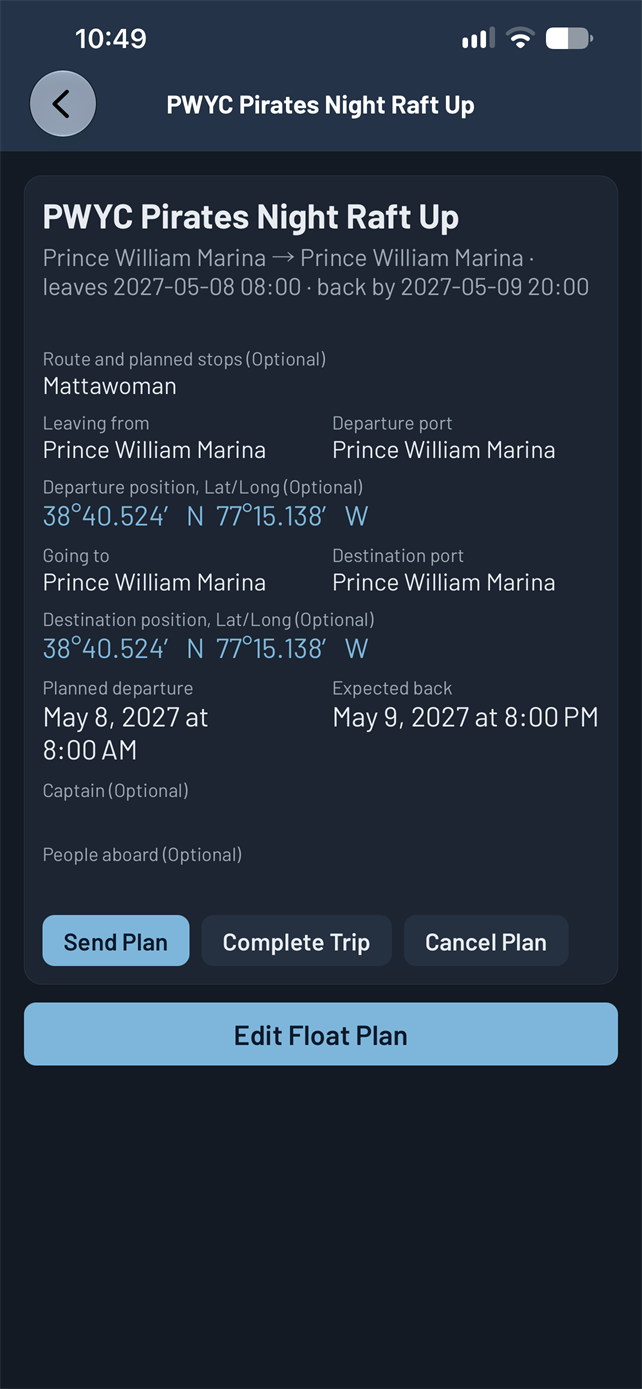 10:49
PWYC Pirates Night Raft Up
PWYC Pirates Night Raft Up
Prince William Marina → Prince William Marina ·
leaves 2027-05-08 08:00 · back by 2027-05-09 20:00
Route and planned stops (Optional)
Mattawoman
Leaving from
Departure port
Prince William Marina
Prince William Marina
Departure position, Lat/Long (Optional)
38°40.524′ N 77°15.138′ W
Going to
Destination port
Prince William Marina
Prince William Marina
Destination position, Lat/Long (Optional)
38°40.524′ N 77°15.138′ W
Planned departure
Expected back
May 8, 2027 at
8:00 AM
May 9, 2027 at 8:00 PM
Captain (Optional)
People aboard (Optional)
Send Plan
Complete Trip
Cancel Plan
Edit Float Plan